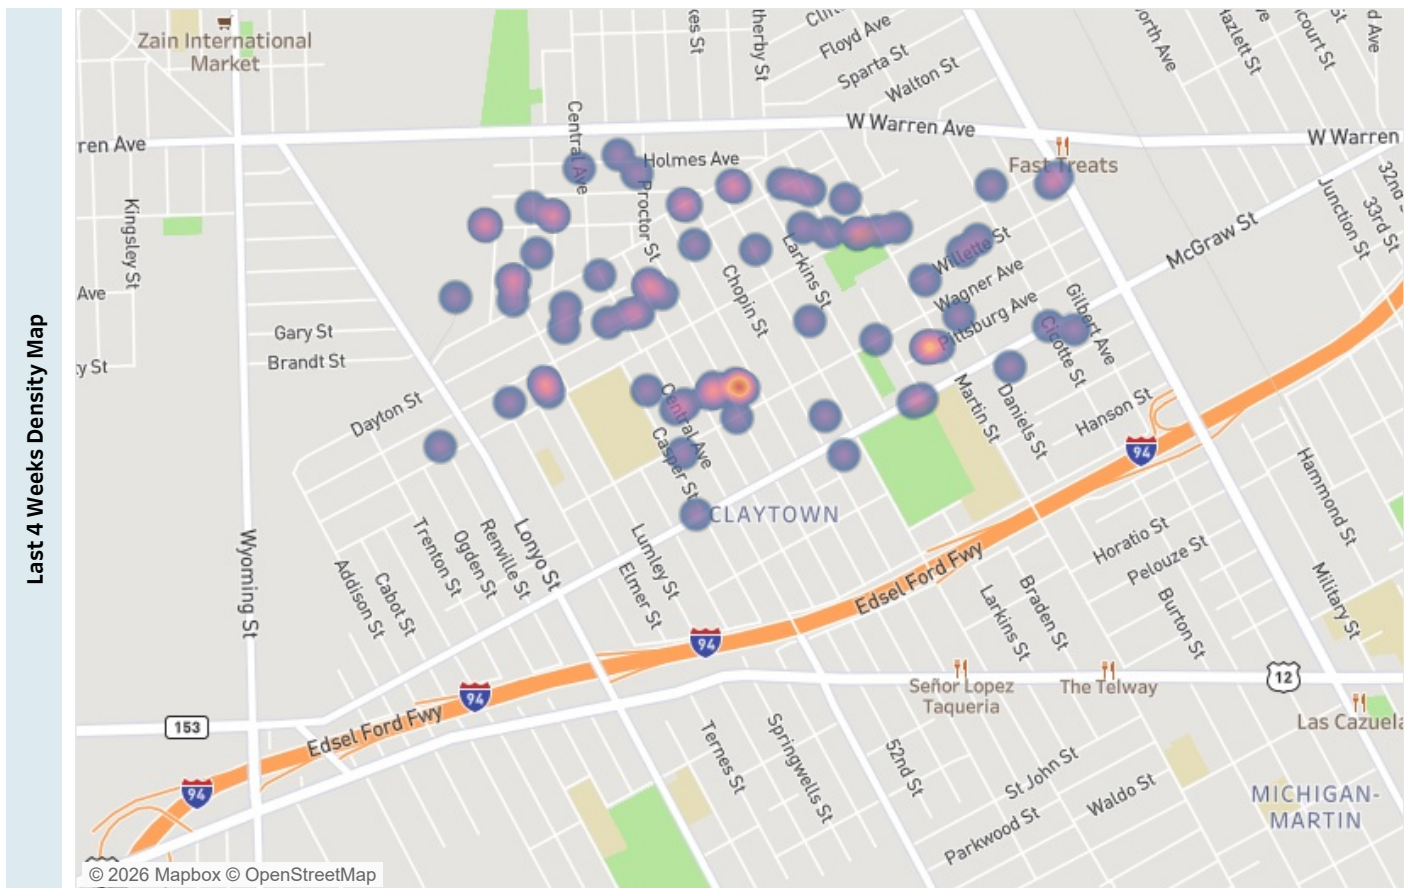 Last 4 Weeks Density Map
Zain International
Market
Floyd Ave
Sparta St
Walton St
Hazlett St
W Warren Ave
W Warren
Fast Treats
Central Ave
Holmes Ave
Proctor St
Kingsley St
Ave
Junction St
33rd St
32nd
McGraw St
Larkins St
Willette St
Wagner Ave
Pittsburg Ave
Gilbert Ave
Cicotte St
Chopin St
Gary St
Brandt St
Dayton St
Central Ave
Casper St
Martin St
Daniels St
Hanson St
94
Hammond St
CLAYTOWN
Wyoming St
Trenton St
Ogden St
Renville St
Lonyo St
Addison St
Cabot St
Lumley St
Elmer St
Edsel Ford Fwy
Horatio St
Pelouze St
Larkins St
Braden St
Burton St
Military St
94
94
12
Señor Lopez
Taqueria
The Telway
Las Cazuela
153
Edsel Ford Fwy
Ternes St
Springwells St
52nd St
St John St
Waldo St
Parkwood St
94
MICHIGAN-
MARTIN
© 2026 Mapbox © OpenStreetMap